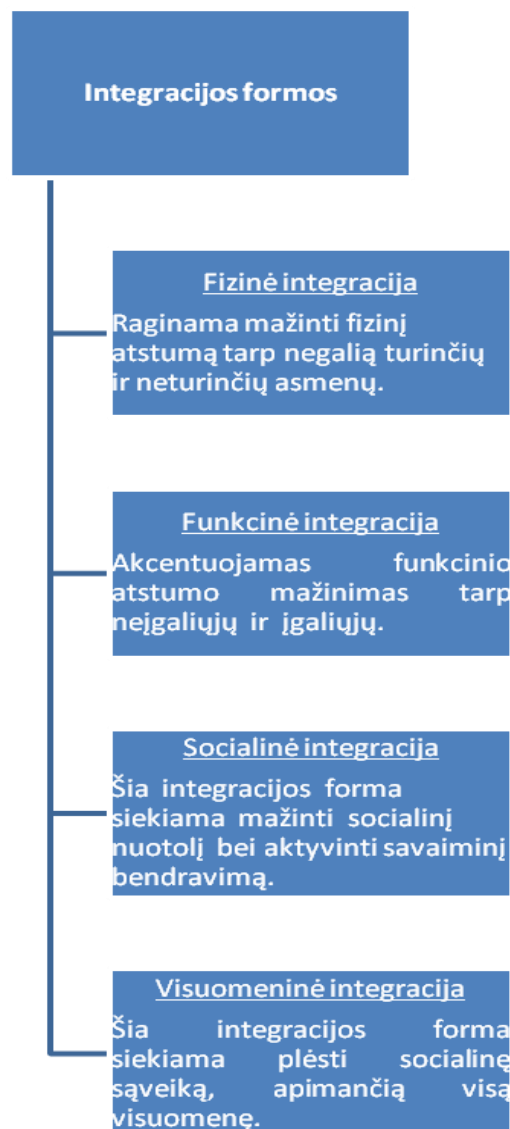 Integracijos formos
Fizinė integracija
Raginama mažinti fizinį
atstumą tarp negalią turinčių
ir neturinčių asmenų.
Funkcinė integracija
Akcentuojamas funkcinio
atstumo mažinimas tarp
neįgaliųjų ir įgaliųjų.
Socialinė integracija
Šia integracijos forma
siekiama mažinti socialinį
nuotolį bei aktyvinti savaiminį
bendravimą.
Visuomeninė integracija
Šia integracijos forma
siekiama plėsti socialinę
sąveiką, apimančią visą
visuomenę.